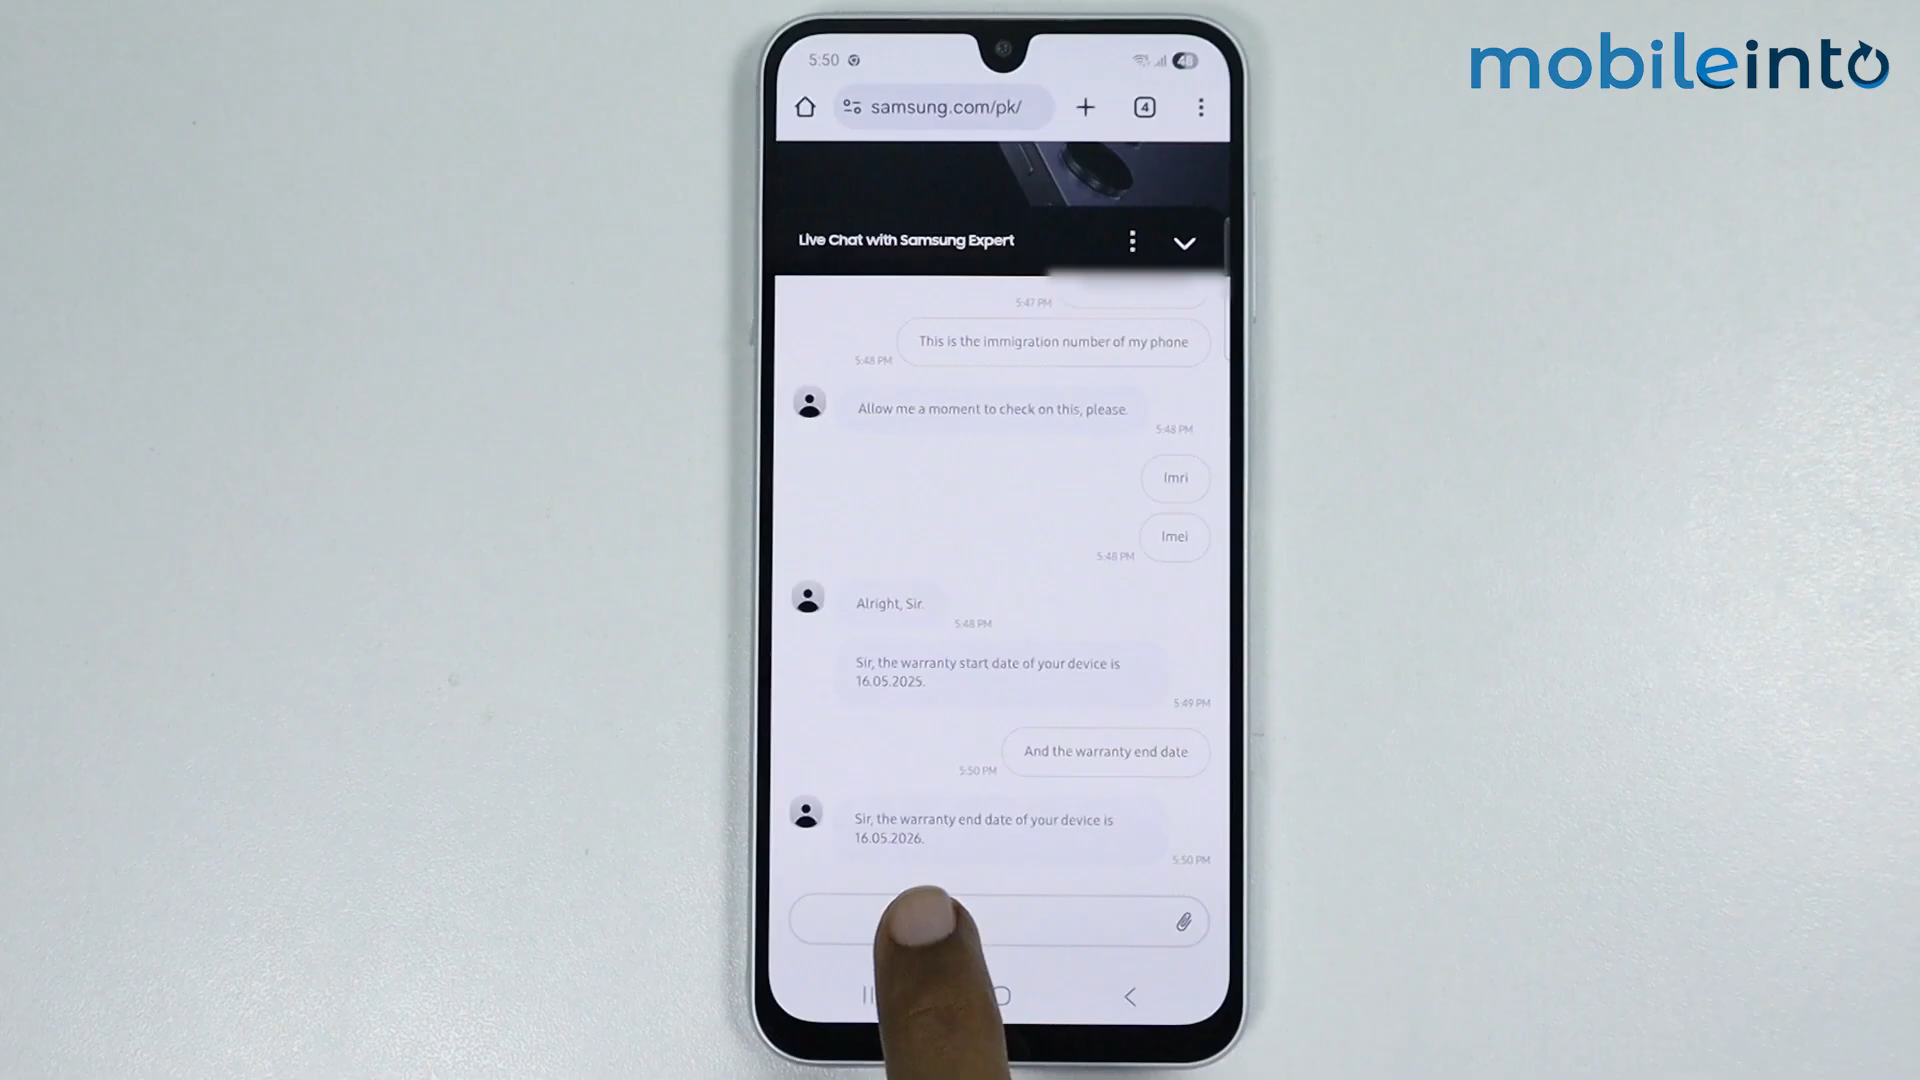 mobileinto
5:50
48
samsung.com/pk/
4
Live Chat with Samsung Expert
5:47 PM
This is the immigration number of my phone
5:48 PM
Allow me a moment to check on this, please.
5:48 PM
Imri
Imei
5:48 PM
Alright, Sir.
5:48 PM
Sir, the warranty start date of your device is
16.05.2025.
5:49 PM
And the warranty end date
5:50 PM
Sir, the warranty end date of your device is
16.05.2026.
5:50 PM